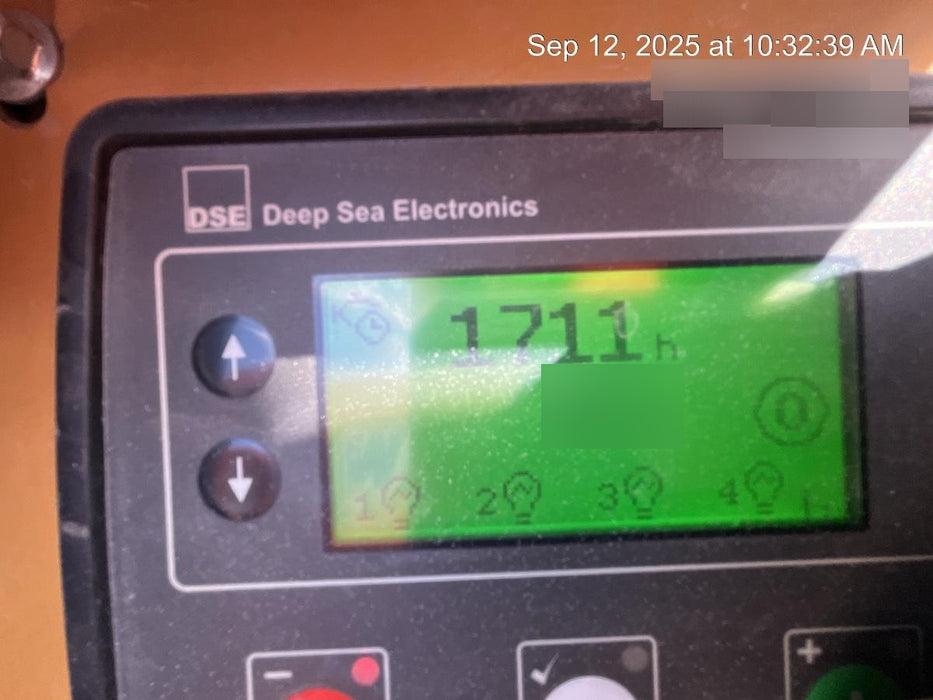 Sep 12, 2025 at 10:32:39 AM
DSE Deep Sea Electronics
1711 h
1 2 3 4